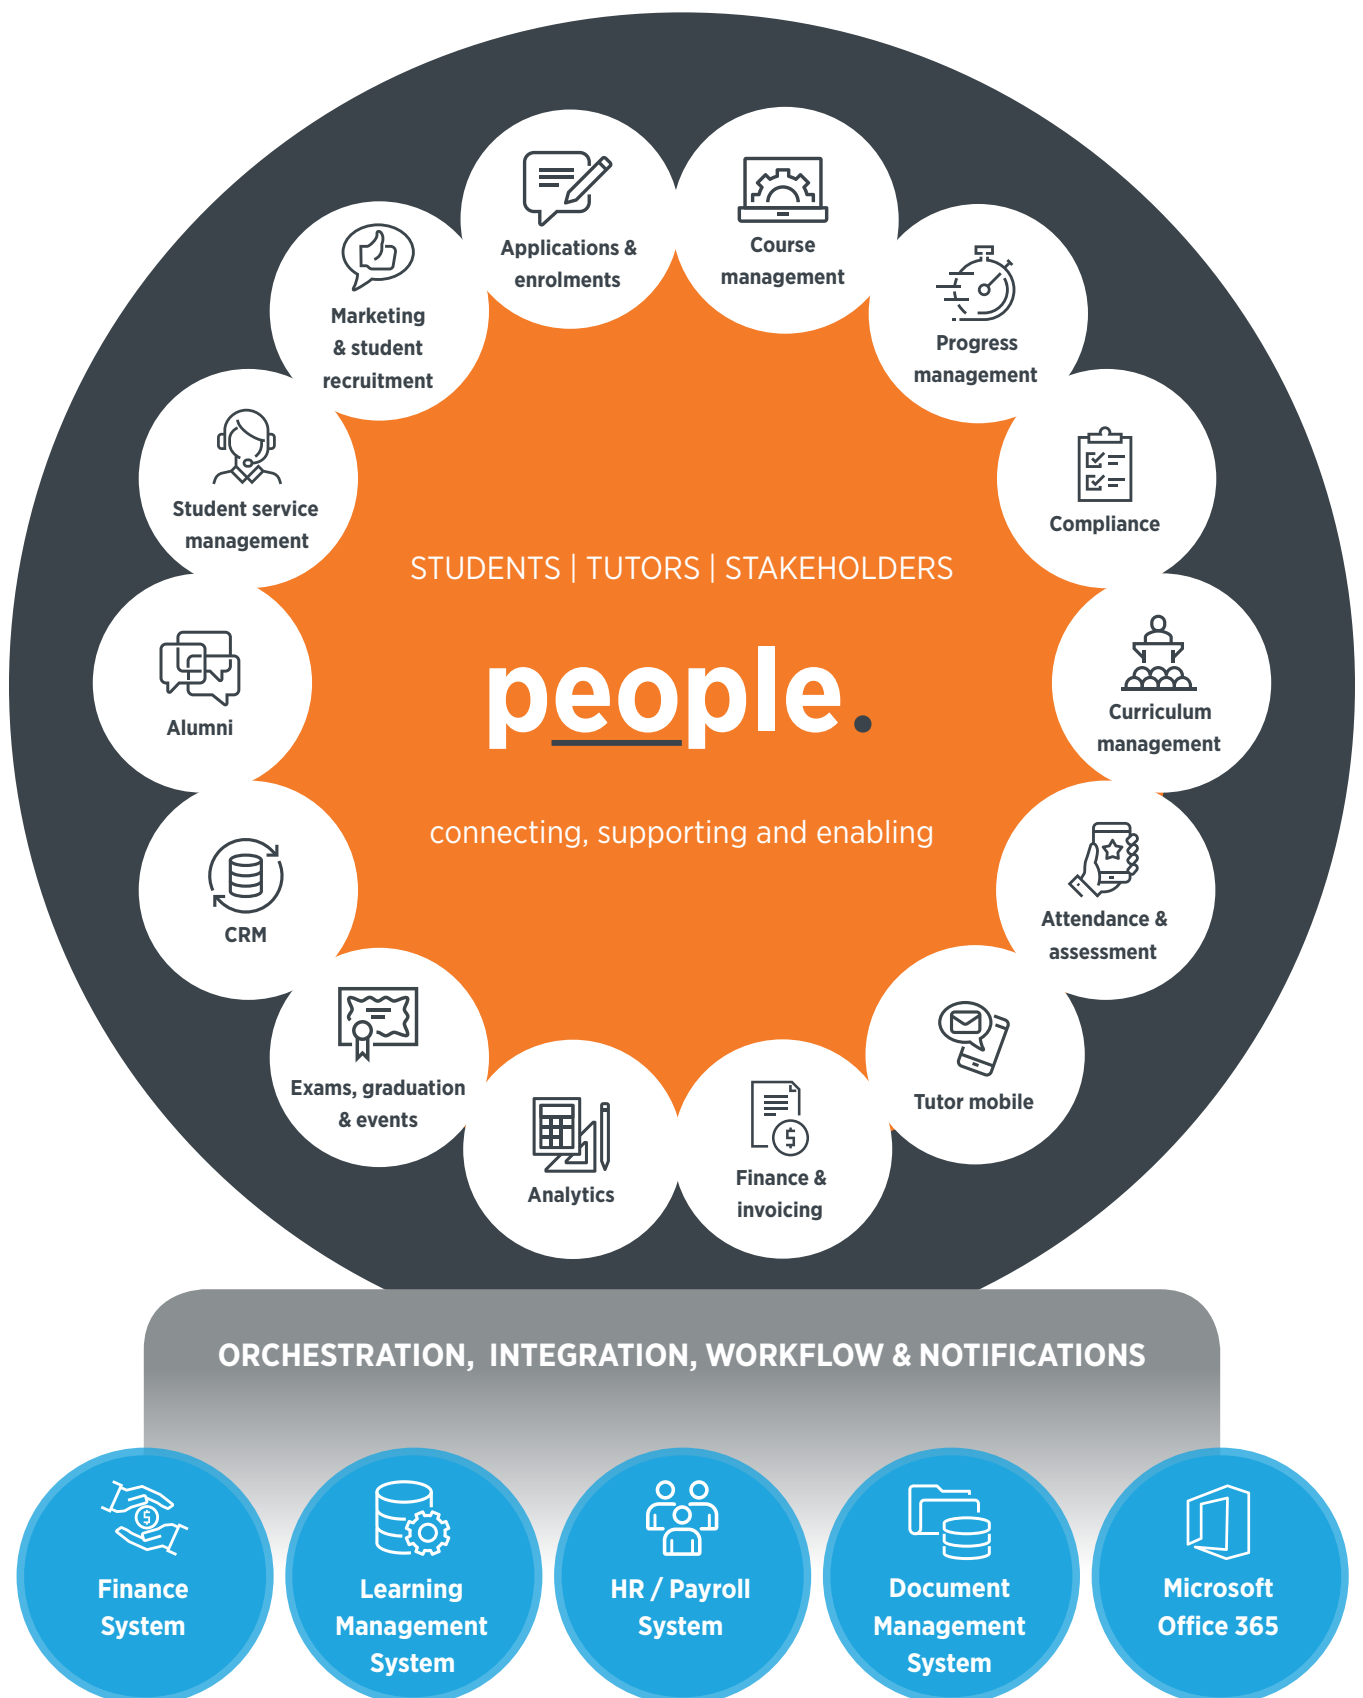 Applications &
enrolments
Course
management
Marketing
& student
recruitment
Progress
management
Student service
management
Compliance
STUDENTS | TUTORS | STAKEHOLDERS
people.
connecting, supporting and enabling
Alumni
Curriculum
management
CRM
Attendance &
assessment
Exams, graduation
& events
Tutor mobile
Analytics
Finance &
invoicing
ORCHESTRATION, INTEGRATION, WORKFLOW & NOTIFICATIONS
Finance
System
Learning
Management
System
HR / Payroll
System
Document
Management
System
Microsoft
Office 365